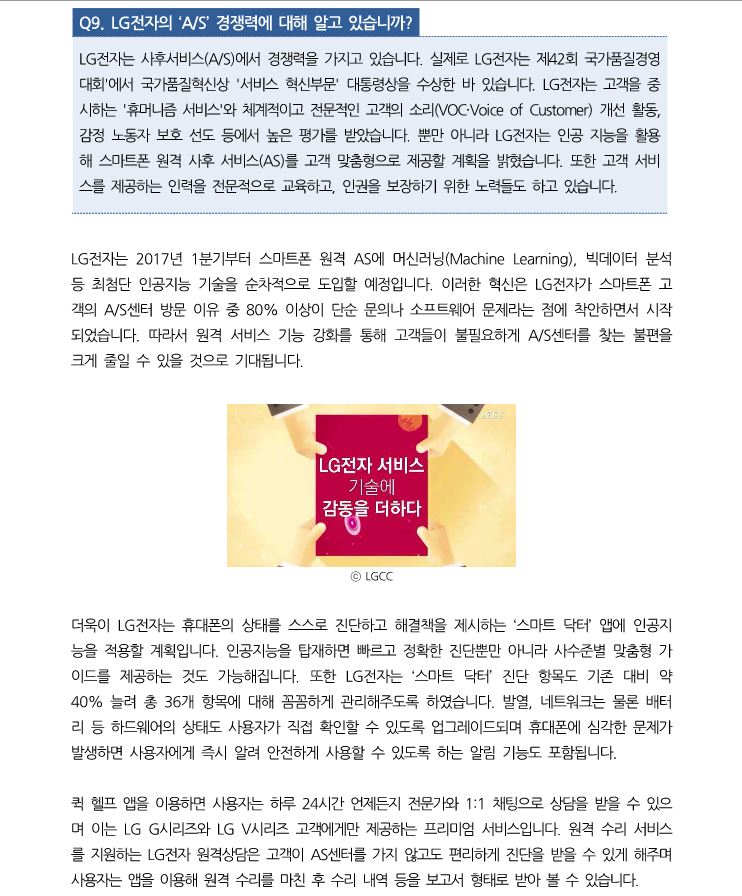 Q9. LG전자의 ‘A/S’ 경쟁력에 대해 알고 있습니까?
LG전자는 사후서비스(A/S)에서 경쟁력을 가지고 있습니다. 실제로 LG전자는 제42회 국가품질경영
대회'에서 국가품질혁신상 '서비스 혁신부문' 대통령상을 수상한 바 있습니다. LG전자는 고객을 중
시하는 '휴머니즘 서비스'와 체계적이고 전문적인 고객의 소리(VOC·Voice of Customer) 개선 활동,
감정 노동자 보호 선도 등에서 높은 평가를 받았습니다. 뿐만 아니라 LG전자는 인공 지능을 활용
해 스마트폰 원격 사후 서비스(AS)를 고객 맞춤형으로 제공할 계획을 밝혔습니다. 또한 고객 서비
스를 제공하는 인력을 전문적으로 교육하고, 인권을 보장하기 위한 노력들도 하고 있습니다.
LG전자는 2017년 1분기부터 스마트폰 원격 AS에 머신러닝(Machine Learning), 빅데이터 분석
등 최첨단 인공지능 기술을 순차적으로 도입할 예정입니다. 이러한 혁신은 LG전자가 스마트폰 고
객의 A/S센터 방문 이유 중 80% 이상이 단순 문의나 소프트웨어 문제라는 점에 착안하면서 시작
되었습니다. 따라서 원격 서비스 기능 강화를 통해 고객들이 불필요하게 A/S센터를 찾는 불편을
크게 줄일 수 있을 것으로 기대됩니다.
LGCC
LG전자 서비스
기술에
감동을 더하다
ⓒ LGCC
더욱이 LG전자는 휴대폰의 상태를 스스로 진단하고 해결책을 제시하는 ‘스마트 닥터’ 앱에 인공지
능을 적용할 계획입니다. 인공지능을 탑재하면 빠르고 정확한 진단뿐만 아니라 사수준별 맞춤형 가
이드를 제공하는 것도 가능해집니다. 또한 LG전자는 ‘스마트 닥터’ 진단 항목도 기존 대비 약
40% 늘려 총 36개 항목에 대해 꼼꼼하게 관리해주도록 하였습니다. 발열, 네트워크는 물론 배터
리 등 하드웨어의 상태도 사용자가 직접 확인할 수 있도록 업그레이드되며 휴대폰에 심각한 문제가
발생하면 사용자에게 즉시 알려 안전하게 사용할 수 있도록 하는 알림 기능도 포함됩니다.
퀵 헬프 앱을 이용하면 사용자는 하루 24시간 언제든지 전문가와 1:1 채팅으로 상담을 받을 수 있으
며 이는 LG G시리즈와 LG V시리즈 고객에게만 제공하는 프리미엄 서비스입니다. 원격 수리 서비스
를 지원하는 LG전자 원격상담은 고객이 AS센터를 가지 않고도 편리하게 진단을 받을 수 있게 해주며
사용자는 앱을 이용해 원격 수리를 마친 후 수리 내역 등을 보고서 형태로 받아 볼 수 있습니다.